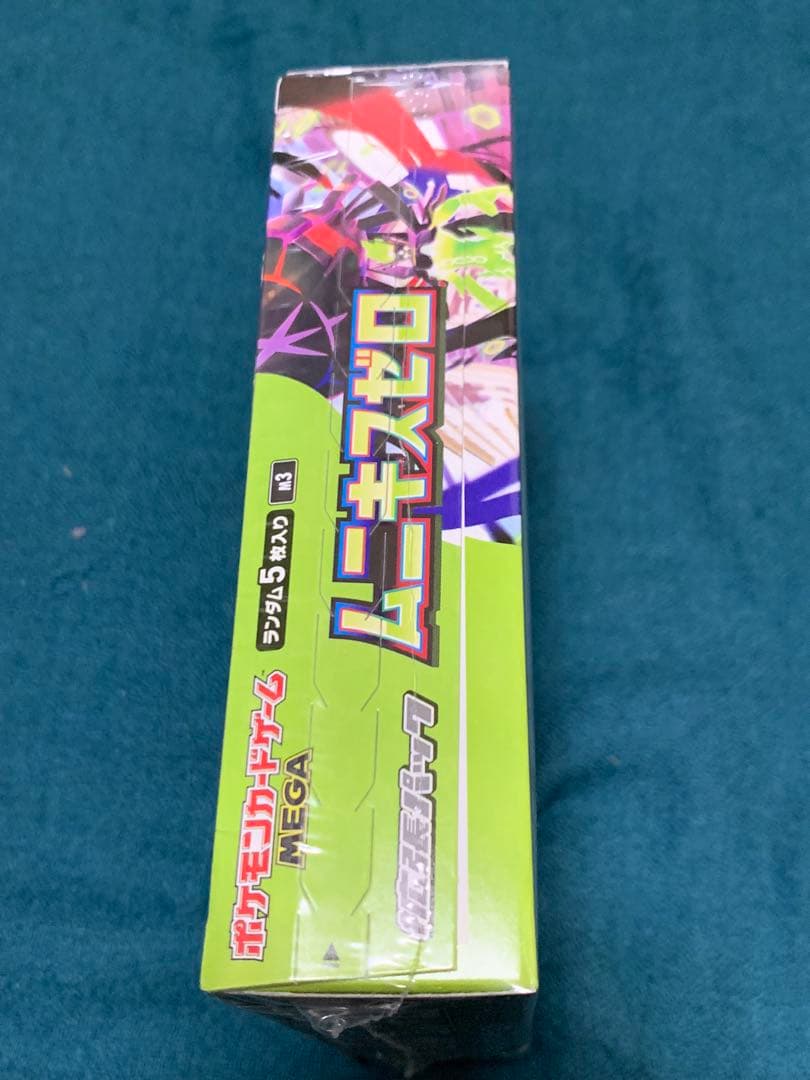 ポケモンカードゲーム
MEGA
ランダム5枚入り M3
拡張パック
ムニキスゼロ